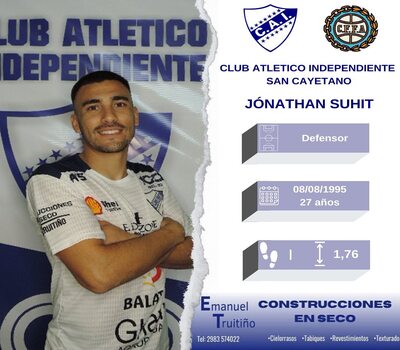 CLUB ATLETICO
INDEPENDIENTE
C.A.I.
CLUB ATLETICO INDEPENDIENTE
SAN CAYETANO
JÓNATHAN SUHIT
Defensor
08/08/1995
27 años
1,76
Shell
Emanuel
Truitiño
Tel: 2983 574022
CONSTRUCCIONES
EN SECO
•Cielorrasos •Tabiques •Revestimientos •Texturado